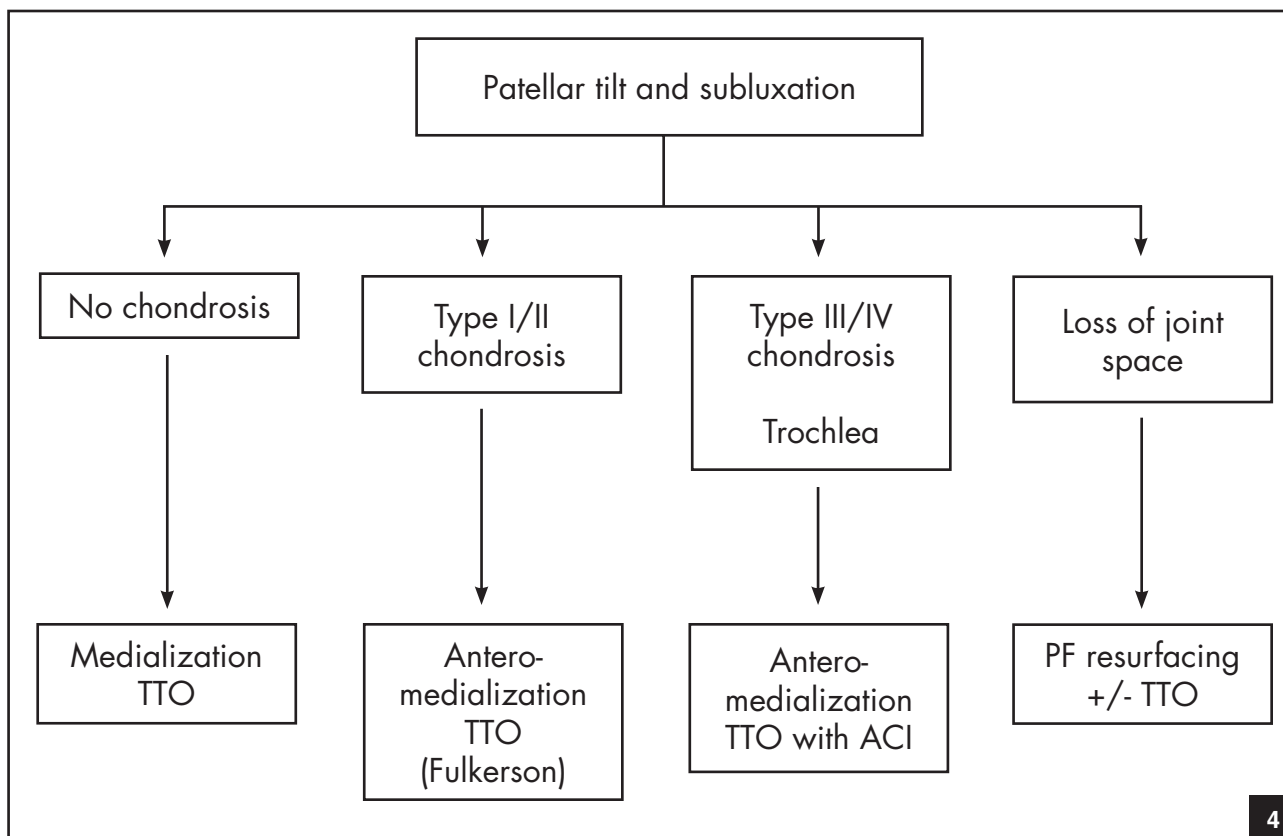 Patellar tilt and subluxation
No chondrosis
Type I/II
chondrosis
Type III/IV
chondrosis
Trochlea
Loss of joint
space
Medialization
TTO
Antero-
medialization
TTO
(Fulkerson)
Antero-
medialization
TTO with ACI
PF resurfacing
+/- TTO
4